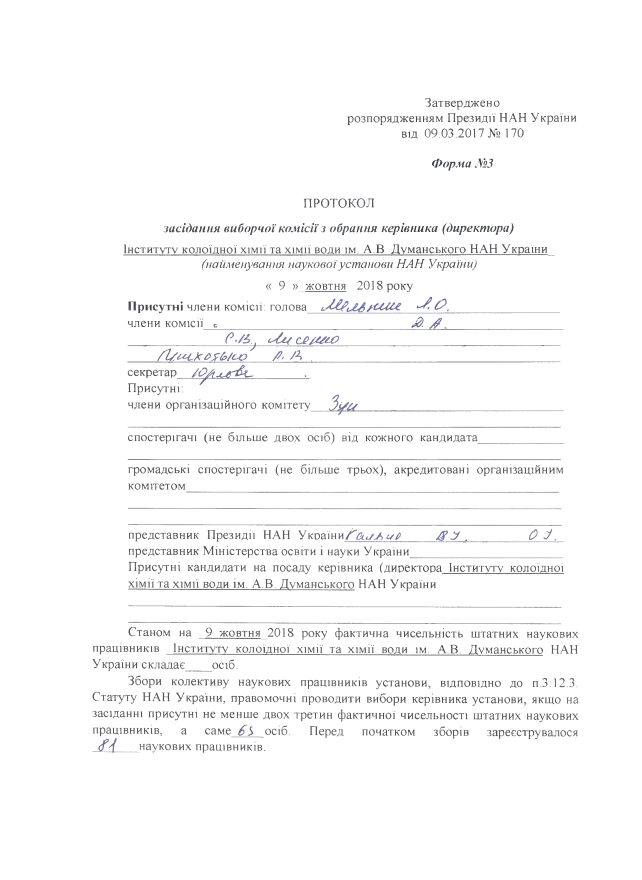 Затверджено
розпорядженням Президії НАН України
від 09.03.2017 № 170
Форма №3
ПРОТОКОЛ
засідання виборчої комісії з обрання керівника (директора)
Інституту колоїдної хімії та хімії води ім. А.В. Думанського НАН України
(найменування наукової установи НАН України)
« 9 » жовтня 2018 року
Присутні члени комісії: голова Л.О.
члени комісії Д.А.
С.В, Лисенко
секретар
Присутні:
члени організаційного комітету
спостерігачі (не більше двох осіб) від кожного кандидата
громадські спостерігачі (не більше трьох), акредитовані організаційним
комітетом
представник Президії НАН України
представник Міністерства освіти і науки України
Присутні кандидати на посаду керівника (директора Інституту колоїдної
хімії та хімії води ім. А.В. Думанського НАН України
Станом на 9 жовтня 2018 року фактична чисельність штатних наукових
працівників Інституту колоїдної хімії та хімії води ім. А.В. Думанського НАН
України складає осіб.
Збори колективу наукових працівників установи, відповідно до п.3.12.3.
Статуту НАН України, правомочні проводити вибори керівника установи, якщо на
засіданні присутні не менше двох третин фактичної чисельності штатних наукових
працівників, а саме осіб. Перед початком зборів зареєструвалося
81 наукових працівників.